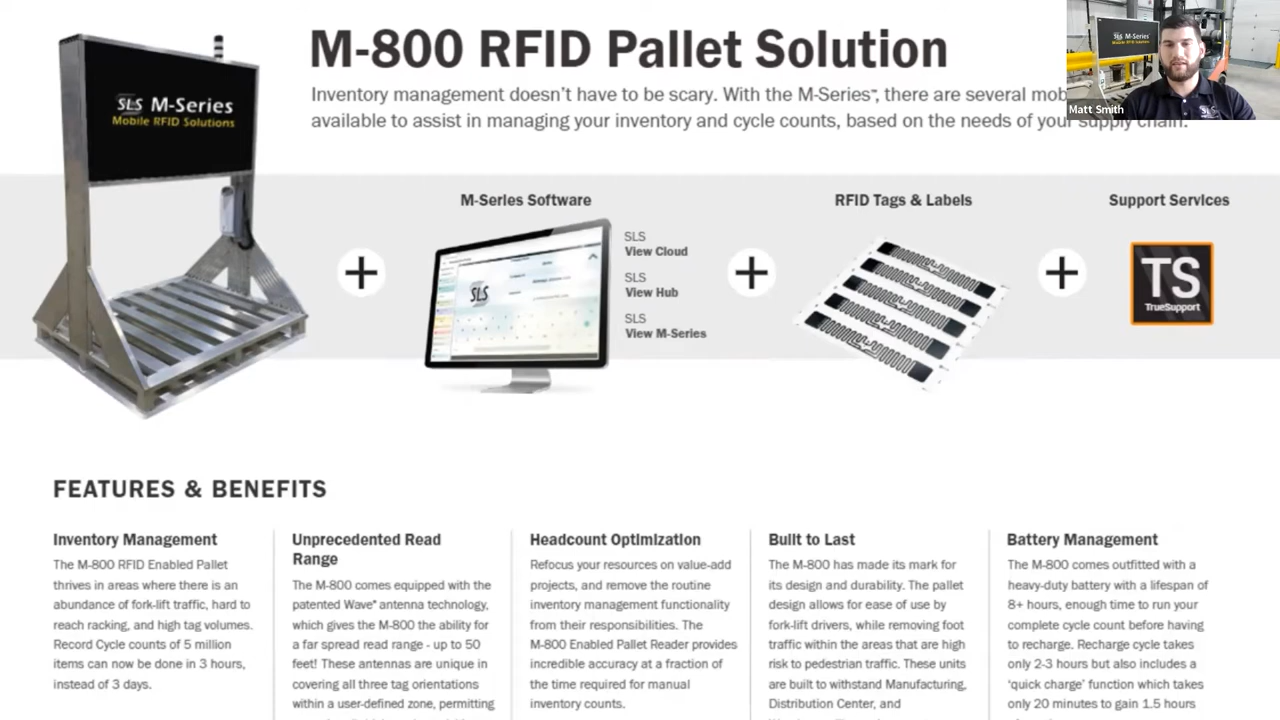 M-800 RFID Pallet Solution
Inventory management doesn't have to be scary. With the M-Series™, there are several mob
available to assist in managing your inventory and cycle counts, based on the needs of your supply chain.
SLS M-Series
Mobile RFID Solutions
SLS M-Series
Mobile RFID Solutions
Matt Smith
SLS
M-Series Software
SLS
View Cloud
SLS
View Hub
SLS
View M-Series
SLS
RFID Tags & Labels
Support Services
TS
TrueSupport
FEATURES & BENEFITS
Inventory Management
The M-800 RFID Enabled Pallet
thrives in areas where there is an
abundance of fork-lift traffic, hard to
reach racking, and high tag volumes.
Record Cycle counts of 5 million
items can now be done in 3 hours,
instead of 3 days.
Unprecedented Read
Range
The M-800 comes equipped with the
patented Wave® antenna technology,
which gives the M-800 the ability for
a far spread read range - up to 50
feet! These antennas are unique in
covering all three tag orientations
within a user-defined zone, permitting
Headcount Optimization
Refocus your resources on value-add
projects, and remove the routine
inventory management functionality
from their responsibilities. The
M-800 Enabled Pallet Reader provides
incredible accuracy at a fraction of
the time required for manual
inventory counts.
Built to Last
The M-800 has made its mark for
its design and durability. The pallet
design allows for ease of use by
fork-lift drivers, while removing foot
traffic within the areas that are high
risk to pedestrian traffic. These units
are built to withstand Manufacturing,
Distribution Center, and
Battery Management
The M-800 comes outfitted with a
heavy-duty battery with a lifespan of
8+ hours, enough time to run your
complete cycle count before having
to recharge. Recharge cycle takes
only 2-3 hours but also includes a
'quick charge' function which takes
only 20 minutes to gain 1.5 hours